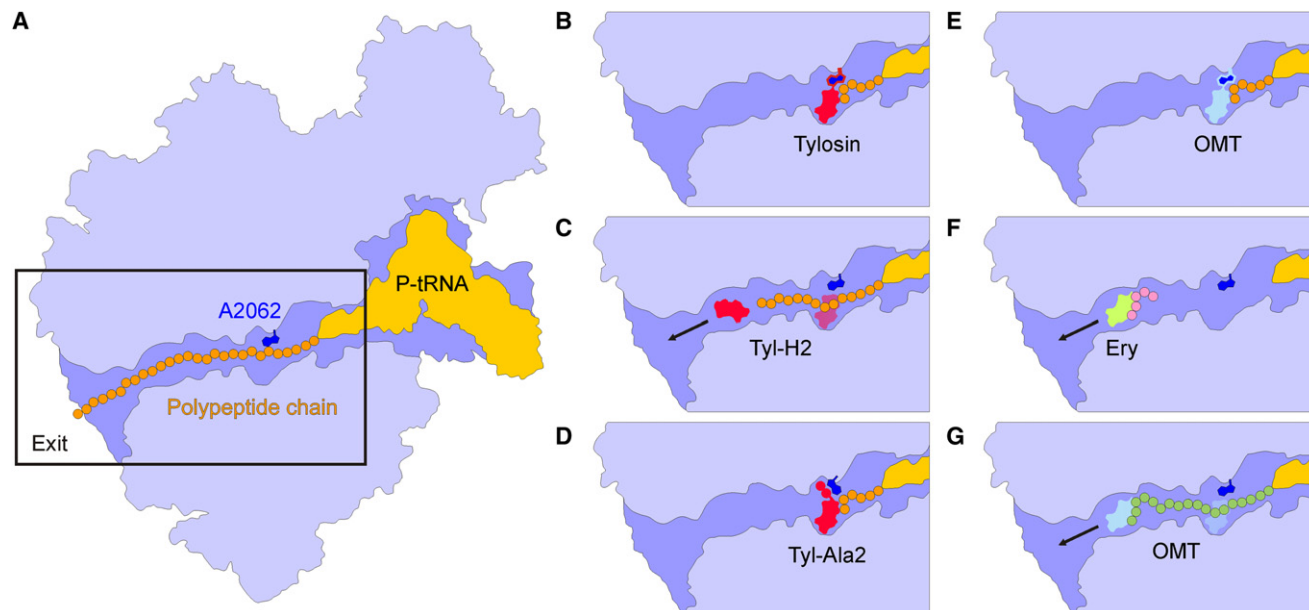 A
P-tRNA
A2062
Polypeptide chain
Exit
B
Tylosin
C
Tyl-H2
D
Tyl-Ala2
E
OMT
F
Ery
G
OMT